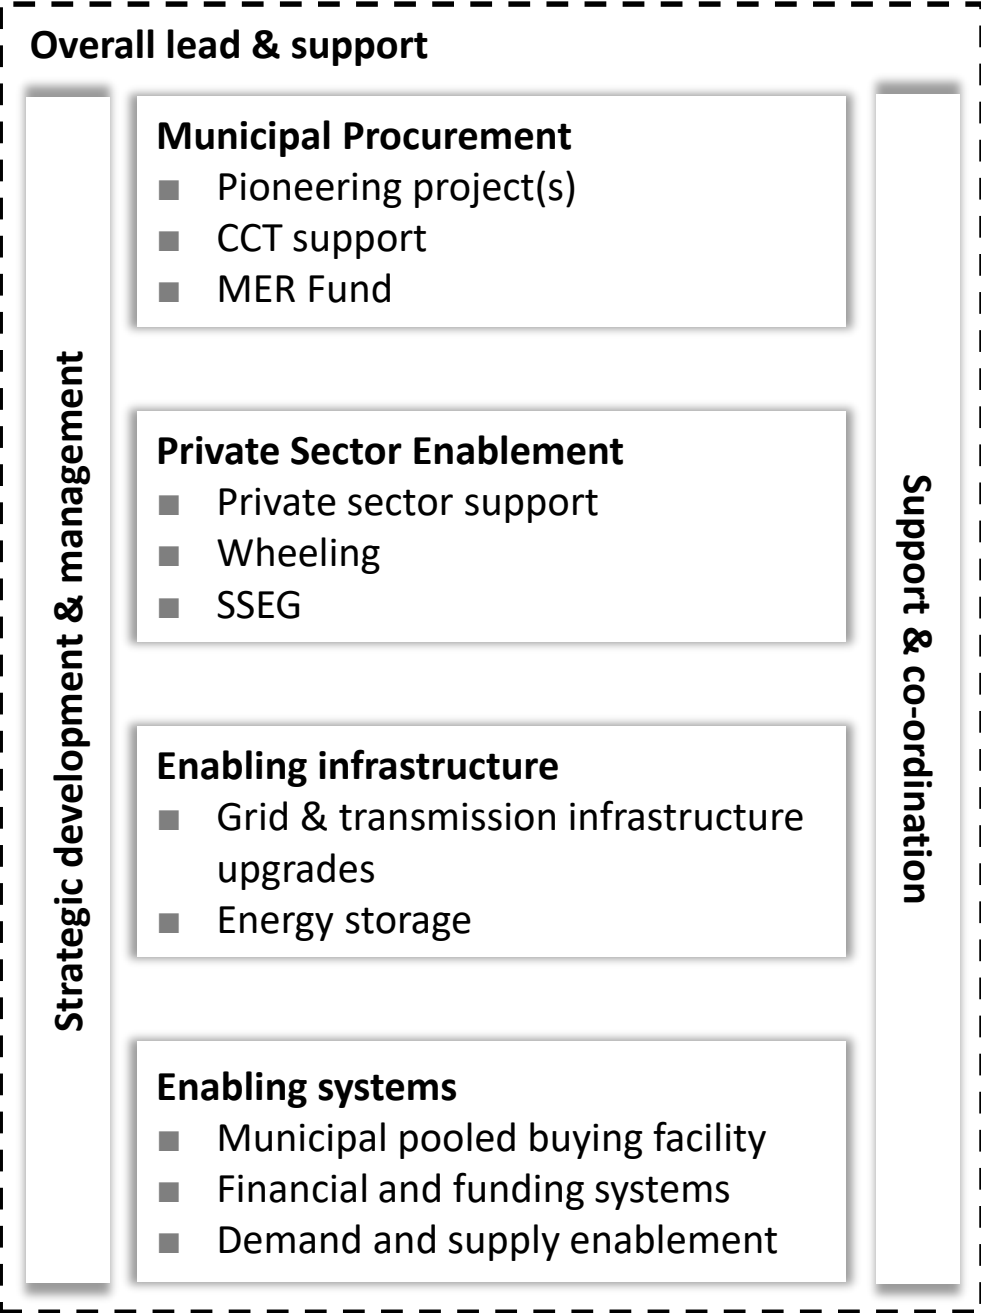 Overall lead & support
Strategic development & management
Municipal Procurement
■ Pioneering project(s)
■ CCT support
■ MER Fund
Private Sector Enablement
■ Private sector support
■ Wheeling
■ SSEG
Enabling infrastructure
■ Grid & transmission infrastructure
upgrades
■ Energy storage
Enabling systems
■ Municipal pooled buying facility
■ Financial and funding systems
■ Demand and supply enablement
Support & co-ordination